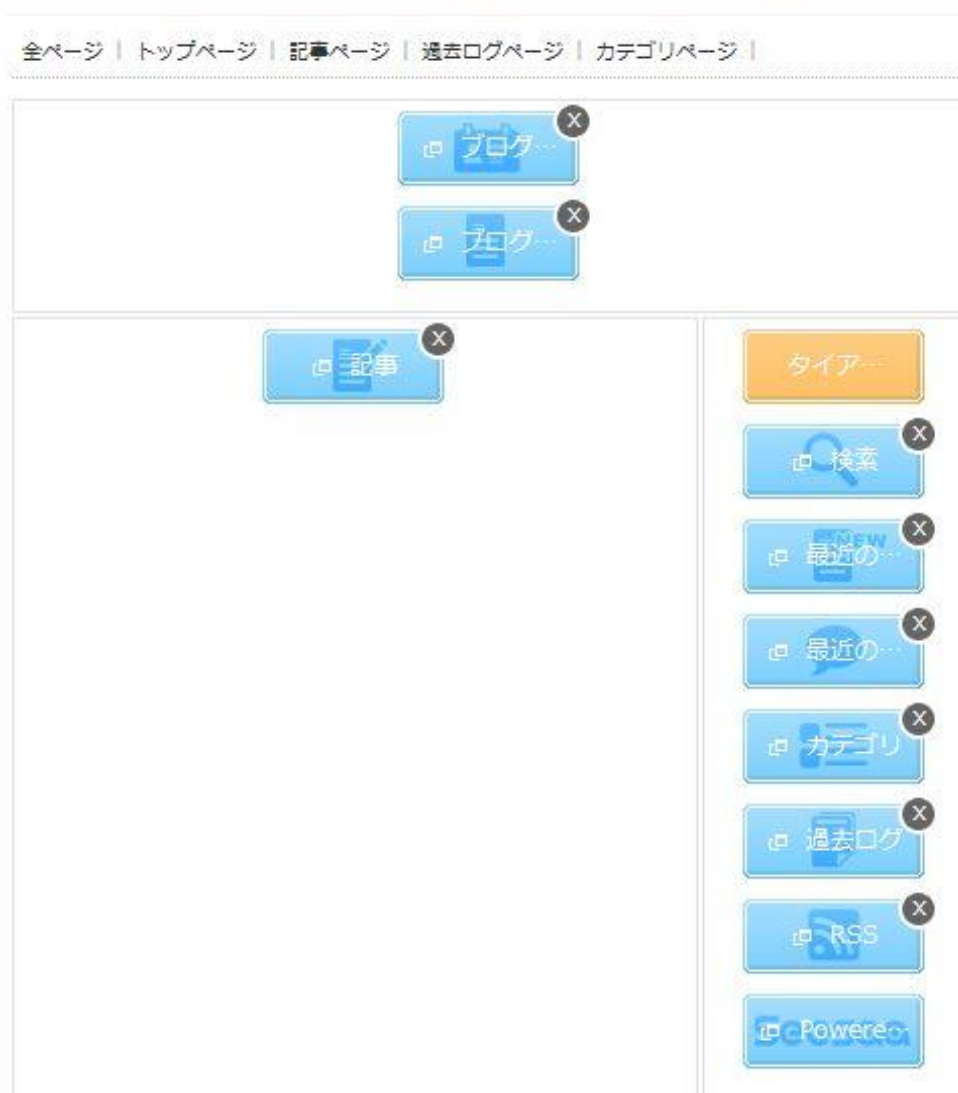 全ページ | トップページ | 記事ページ | 過去ログページ | カテゴリページ |
ブログ…
ブログ…
記事
タイア…
検索
最近の…
NEW
最近の…
カテゴリ
過去ログ
RSS
Powere…
Seesaa